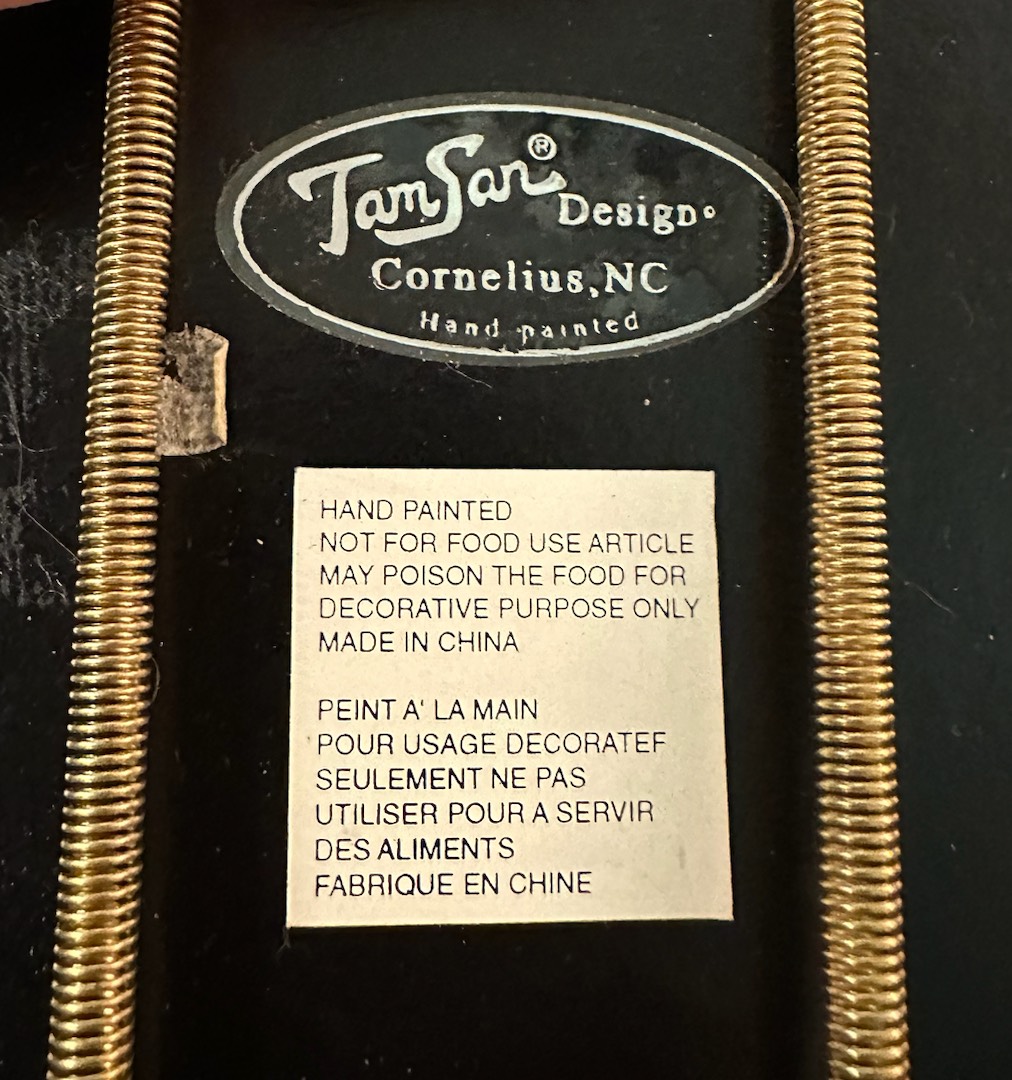 TamSan® Design©
Cornelius, NC
Hand painted
HAND PAINTED
NOT FOR FOOD USE ARTICLE
MAY POISON THE FOOD FOR
DECORATIVE PURPOSE ONLY
MADE IN CHINA
PEINT A' LA MAIN
POUR USAGE DECORATEF
SEULEMENT NE PAS
UTILISER POUR A SERVIR
DES ALIMENTS
FABRIQUE EN CHINE